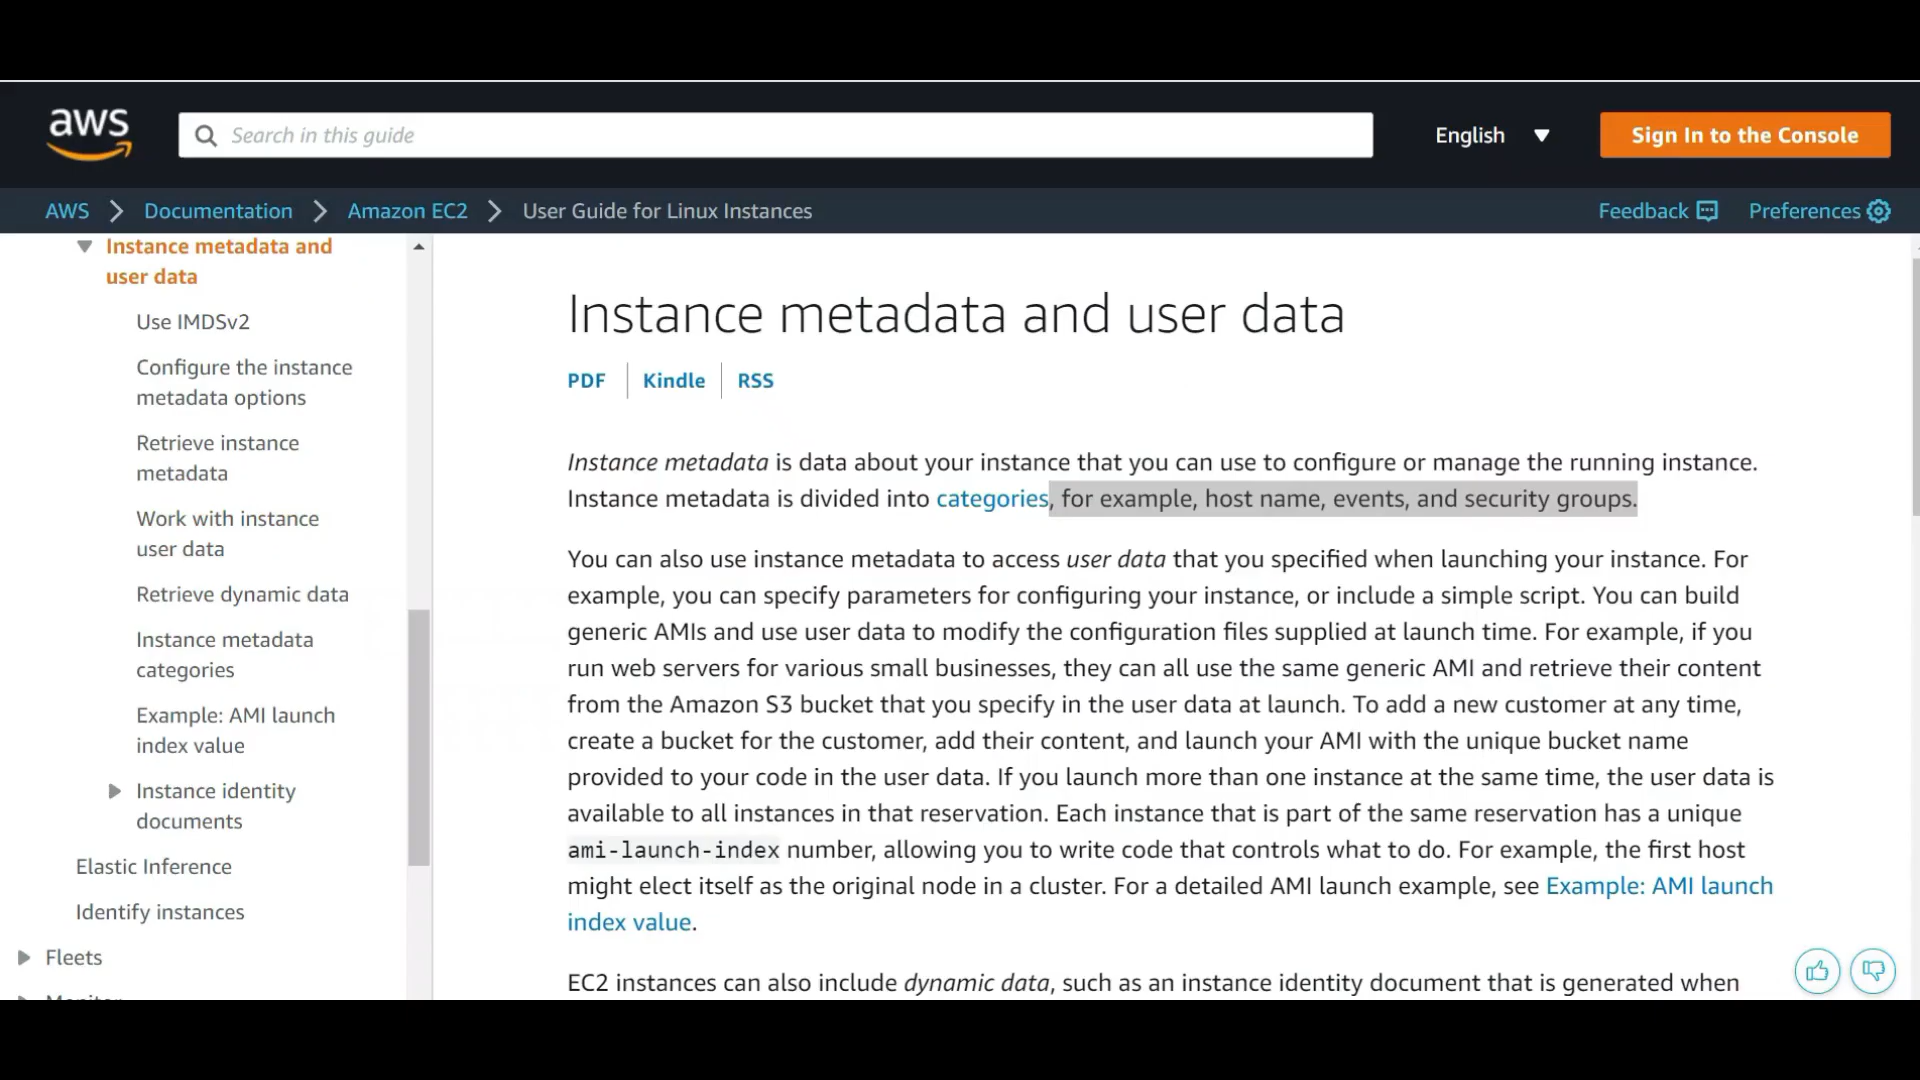 aws
Search in this guide
English
Sign In to the Console
AWS
Documentation
Amazon EC2
User Guide for Linux Instances
Feedback
Preferences
Instance metadata and
user data
Use IMDSv2
Configure the instance
metadata options
Retrieve instance
metadata
Work with instance
user data
Retrieve dynamic data
Instance metadata
categories
Example: AMI launch
index value
Instance identity
documents
Elastic Inference
Identify instances
Fleets
Instance metadata and user data
PDF
Kindle
RSS
Instance metadata is data about your instance that you can use to configure or manage the running instance.
Instance metadata is divided into categories, for example, host name, events, and security groups.
You can also use instance metadata to access user data that you specified when launching your instance. For
example, you can specify parameters for configuring your instance, or include a simple script. You can build
generic AMIs and use user data to modify the configuration files supplied at launch time. For example, if you
run web servers for various small businesses, they can all use the same generic AMI and retrieve their content
from the Amazon S3 bucket that you specify in the user data at launch. To add a new customer at any time,
create a bucket for the customer, add their content, and launch your AMI with the unique bucket name
provided to your code in the user data. If you launch more than one instance at the same time, the user data is
available to all instances in that reservation. Each instance that is part of the same reservation has a unique
ami-launch-index number, allowing you to write code that controls what to do. For example, the first host
might elect itself as the original node in a cluster. For a detailed AMI launch example, see Example: AMI launch
index value.
EC2 instances can also include dynamic data, such as an instance identity document that is generated when